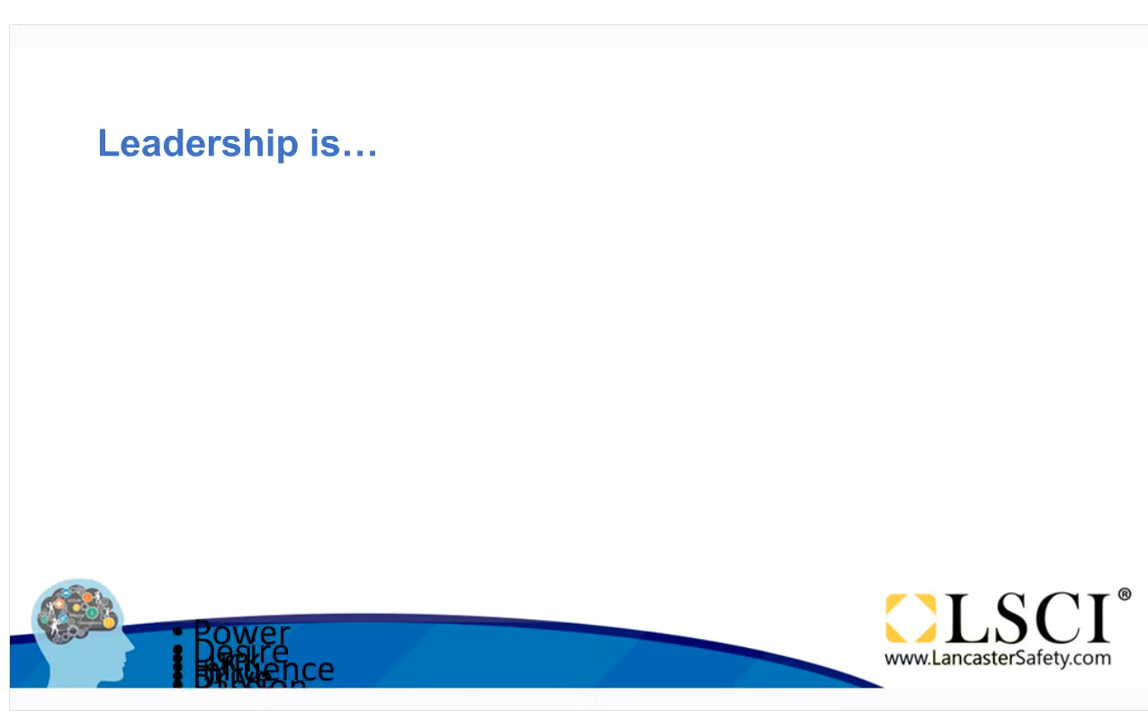 Leadership is…
• Power
Desire
Influence
LSCI®
www.LancasterSafety.com